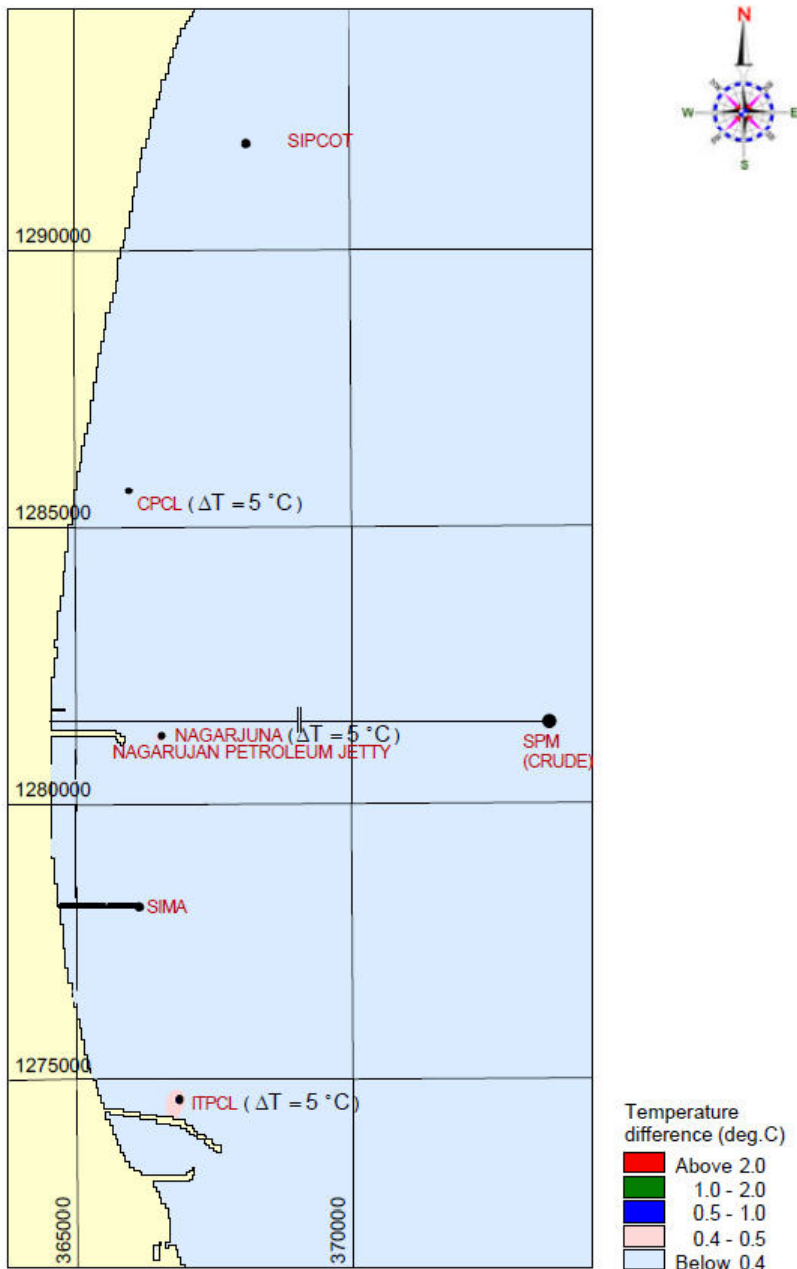 N
W
E
S
SIPCOT
1290000
CPCL ( ΔT = 5 °C )
1285000
NAGARJUNA ( ΔT = 5 °C )
NAGARUJAN PETROLEUM JETTY
SPM
(CRUDE)
1280000
SIMA
1275000
ITPCL ( ΔT = 5 °C )
365000
370000
Temperature
difference (deg.C)
Above 2.0
1.0 - 2.0
0.5 - 1.0
0.4 - 0.5
Below 0.4